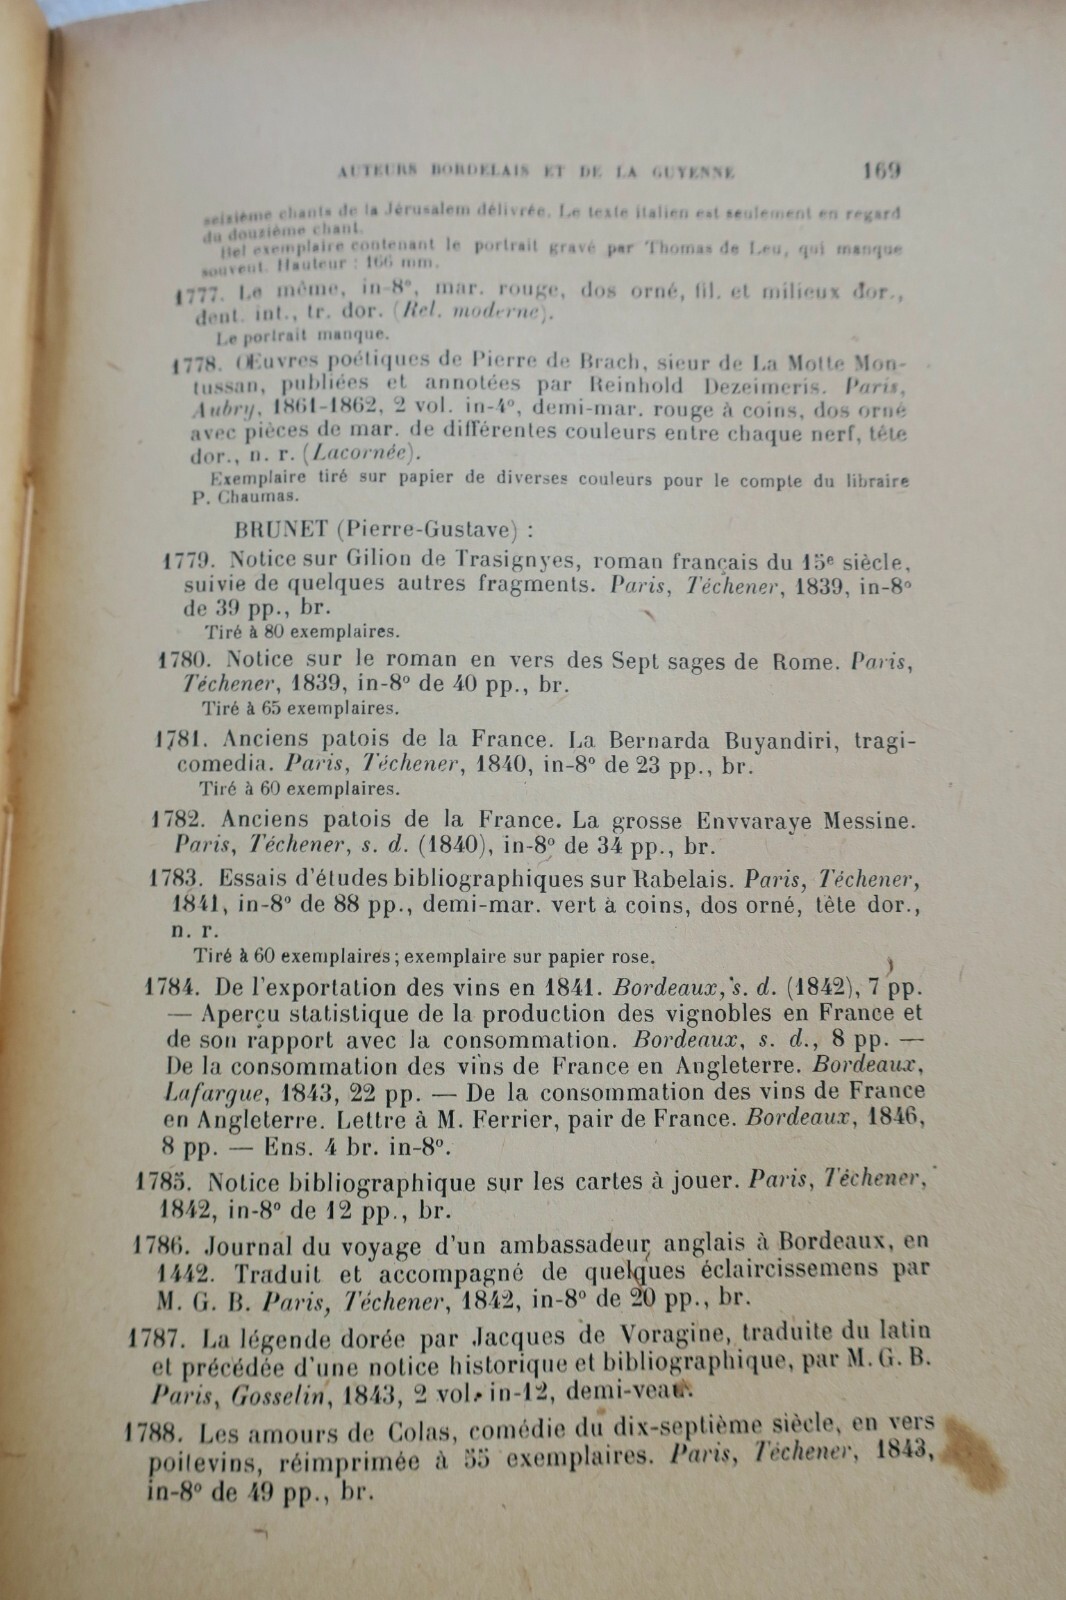 AUTEURS BORDELAIS ET DE LA GUYENNE 169
seizième chants de la Jérusalem délivrée. Le texte italien est seulement en regard
du douzième chant.
Bel exemplaire contenant le portrait gravé par Thomas de Leu, qui manque
souvent. Hauteur : 166 mm.
1777. Le même, in-8°, mar. rouge, dos orné, fil. et milieux dor.,
dent. int., tr. dor. (Rel. moderne).
Le portrait manque.
1778. Œuvres poétiques de Pierre de Brach, sieur de La Motte Mon-
tussan, publiées et annotées par Reinhold Dezeimeris. Paris,
Aubry, 1861-1862, 2 vol. in-4°, demi-mar. rouge à coins, dos orné
avec pièces de mar. de différentes couleurs entre chaque nerf, tête
dor., n. r. (Lacornée).
Exemplaire tiré sur papier de diverses couleurs pour le compte du libraire
P. Chaumas.
BRUNET (Pierre-Gustave) :
1779. Notice sur Gilion de Trasignyes, roman français du 15e siècle,
suivie de quelques autres fragments. Paris, Téchener, 1839, in-8°
de 39 pp., br.
Tiré à 80 exemplaires.
1780. Notice sur le roman en vers des Sept sages de Rome. Paris,
Téchener, 1839, in-8° de 40 pp., br.
Tiré à 65 exemplaires.
1781. Anciens patois de la France. La Bernarda Buyandiri, tragi-
comedia. Paris, Téchener, 1840, in-8° de 23 pp., br.
Tiré à 60 exemplaires.
1782. Anciens patois de la France. La grosse Envvaraye Messine.
Paris, Téchener, s. d. (1840), in-8° de 34 pp., br.
1783. Essais d'études bibliographiques sur Rabelais. Paris, Téchener,
1841, in-8° de 88 pp., demi-mar. vert à coins, dos orné, tête dor.,
n. r.
Tiré à 60 exemplaires ; exemplaire sur papier rose.
1784. De l'exportation des vins en 1841. Bordeaux, s. d. (1842), 7 pp.
— Aperçu statistique de la production des vignobles en France et
de son rapport avec la consommation. Bordeaux, s. d., 8 pp. —
De la consommation des vins de France en Angleterre. Bordeaux,
Lafargue, 1843, 22 pp. — De la consommation des vins de France
en Angleterre. Lettre à M. Ferrier, pair de France. Bordeaux, 1846,
8 pp. — Ens. 4 br. in-8°.
1785. Notice bibliographique sur les cartes à jouer. Paris, Téchener,
1842, in-8° de 12 pp., br.
1786. Journal du voyage d'un ambassadeur anglais à Bordeaux, en
1442. Traduit et accompagné de quelques éclaircissemens par
M. G. B. Paris, Téchener, 1842, in-8° de 20 pp., br.
1787. La légende dorée par Jacques de Voragine, traduite du latin
et précédée d'une notice historique et bibliographique, par M. G. B.
Paris, Gosselin, 1843, 2 vol. in-12, demi-veau.
1788. Les amours de Colas, comédie du dix-septième siècle, en vers
poitevins, réimprimée à 55 exemplaires. Paris, Téchener, 1843,
in-8° de 49 pp., br.